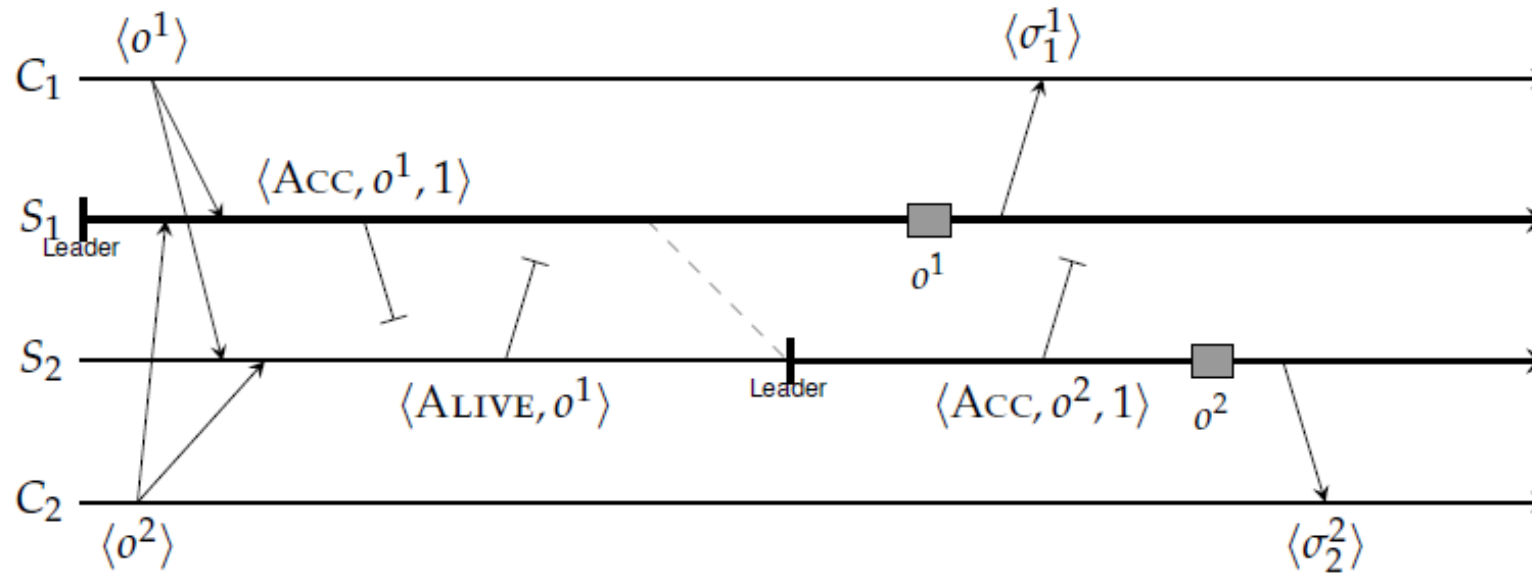 ⟨o¹⟩ ⟨σ₁¹⟩
C₁
⟨Acc, o¹, 1⟩
S₁
Leader
o¹
S₂
Leader
⟨Alive, o¹⟩ ⟨Acc, o², 1⟩ o²
C₂
⟨o²⟩ ⟨σ₂²⟩